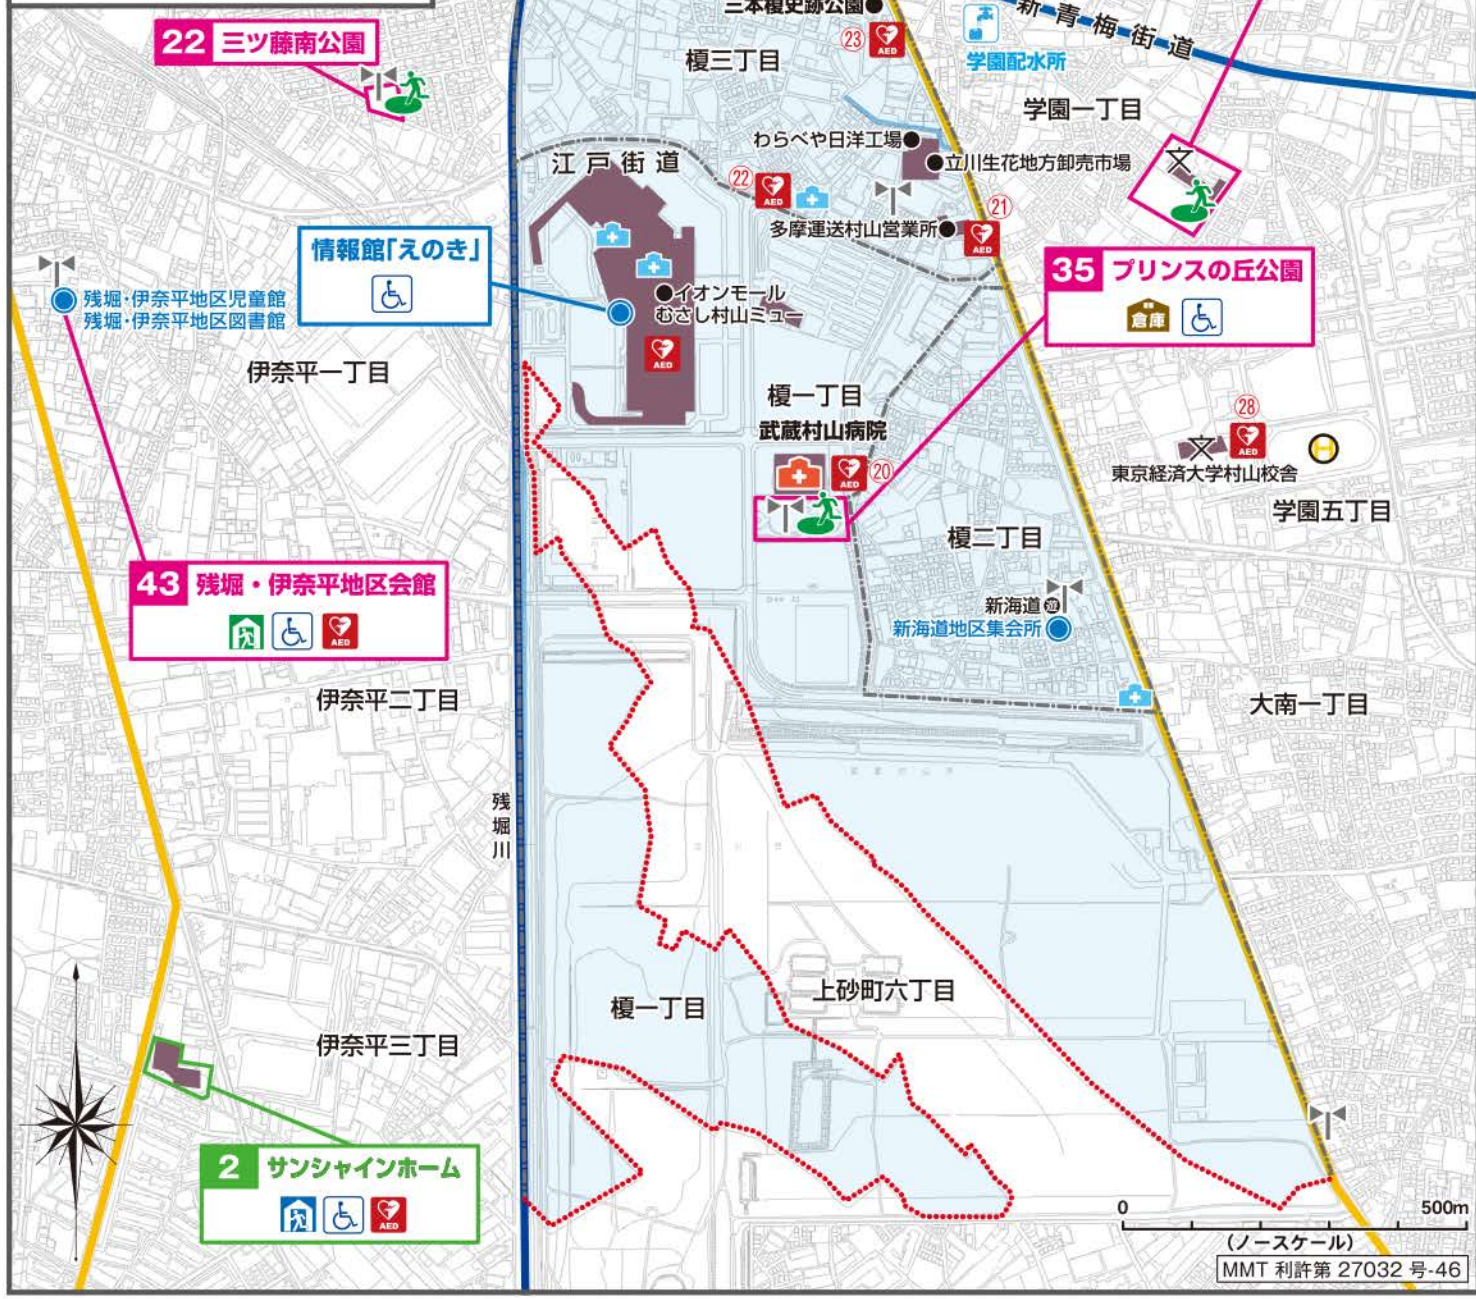 三本榎史跡公園
23
AED
新青梅街道
22 三ツ藤南公園
榎三丁目
学園配水所
学園一丁目
わらべや日洋工場
立川生花地方卸売市場
江戸街道
22
AED
多摩運送村山営業所
21
AED
情報館「えのき」
35 プリンスの丘公園
倉庫
残堀・伊奈平地区児童館
残堀・伊奈平地区図書館
イオンモール
むさし村山ミュー
AED
伊奈平一丁目
榎一丁目
武蔵村山病院
AED
20
28
AED
東京経済大学村山校舎
学園五丁目
榎二丁目
43 残堀・伊奈平地区会館
AED
新海道
新海道地区集会所
伊奈平二丁目
大南一丁目
残堀川
上砂町六丁目
榎一丁目
伊奈平三丁目
2 サンシャインホーム
AED
0 500m
(ノースケール)
MMT 利許第 27032 号-46